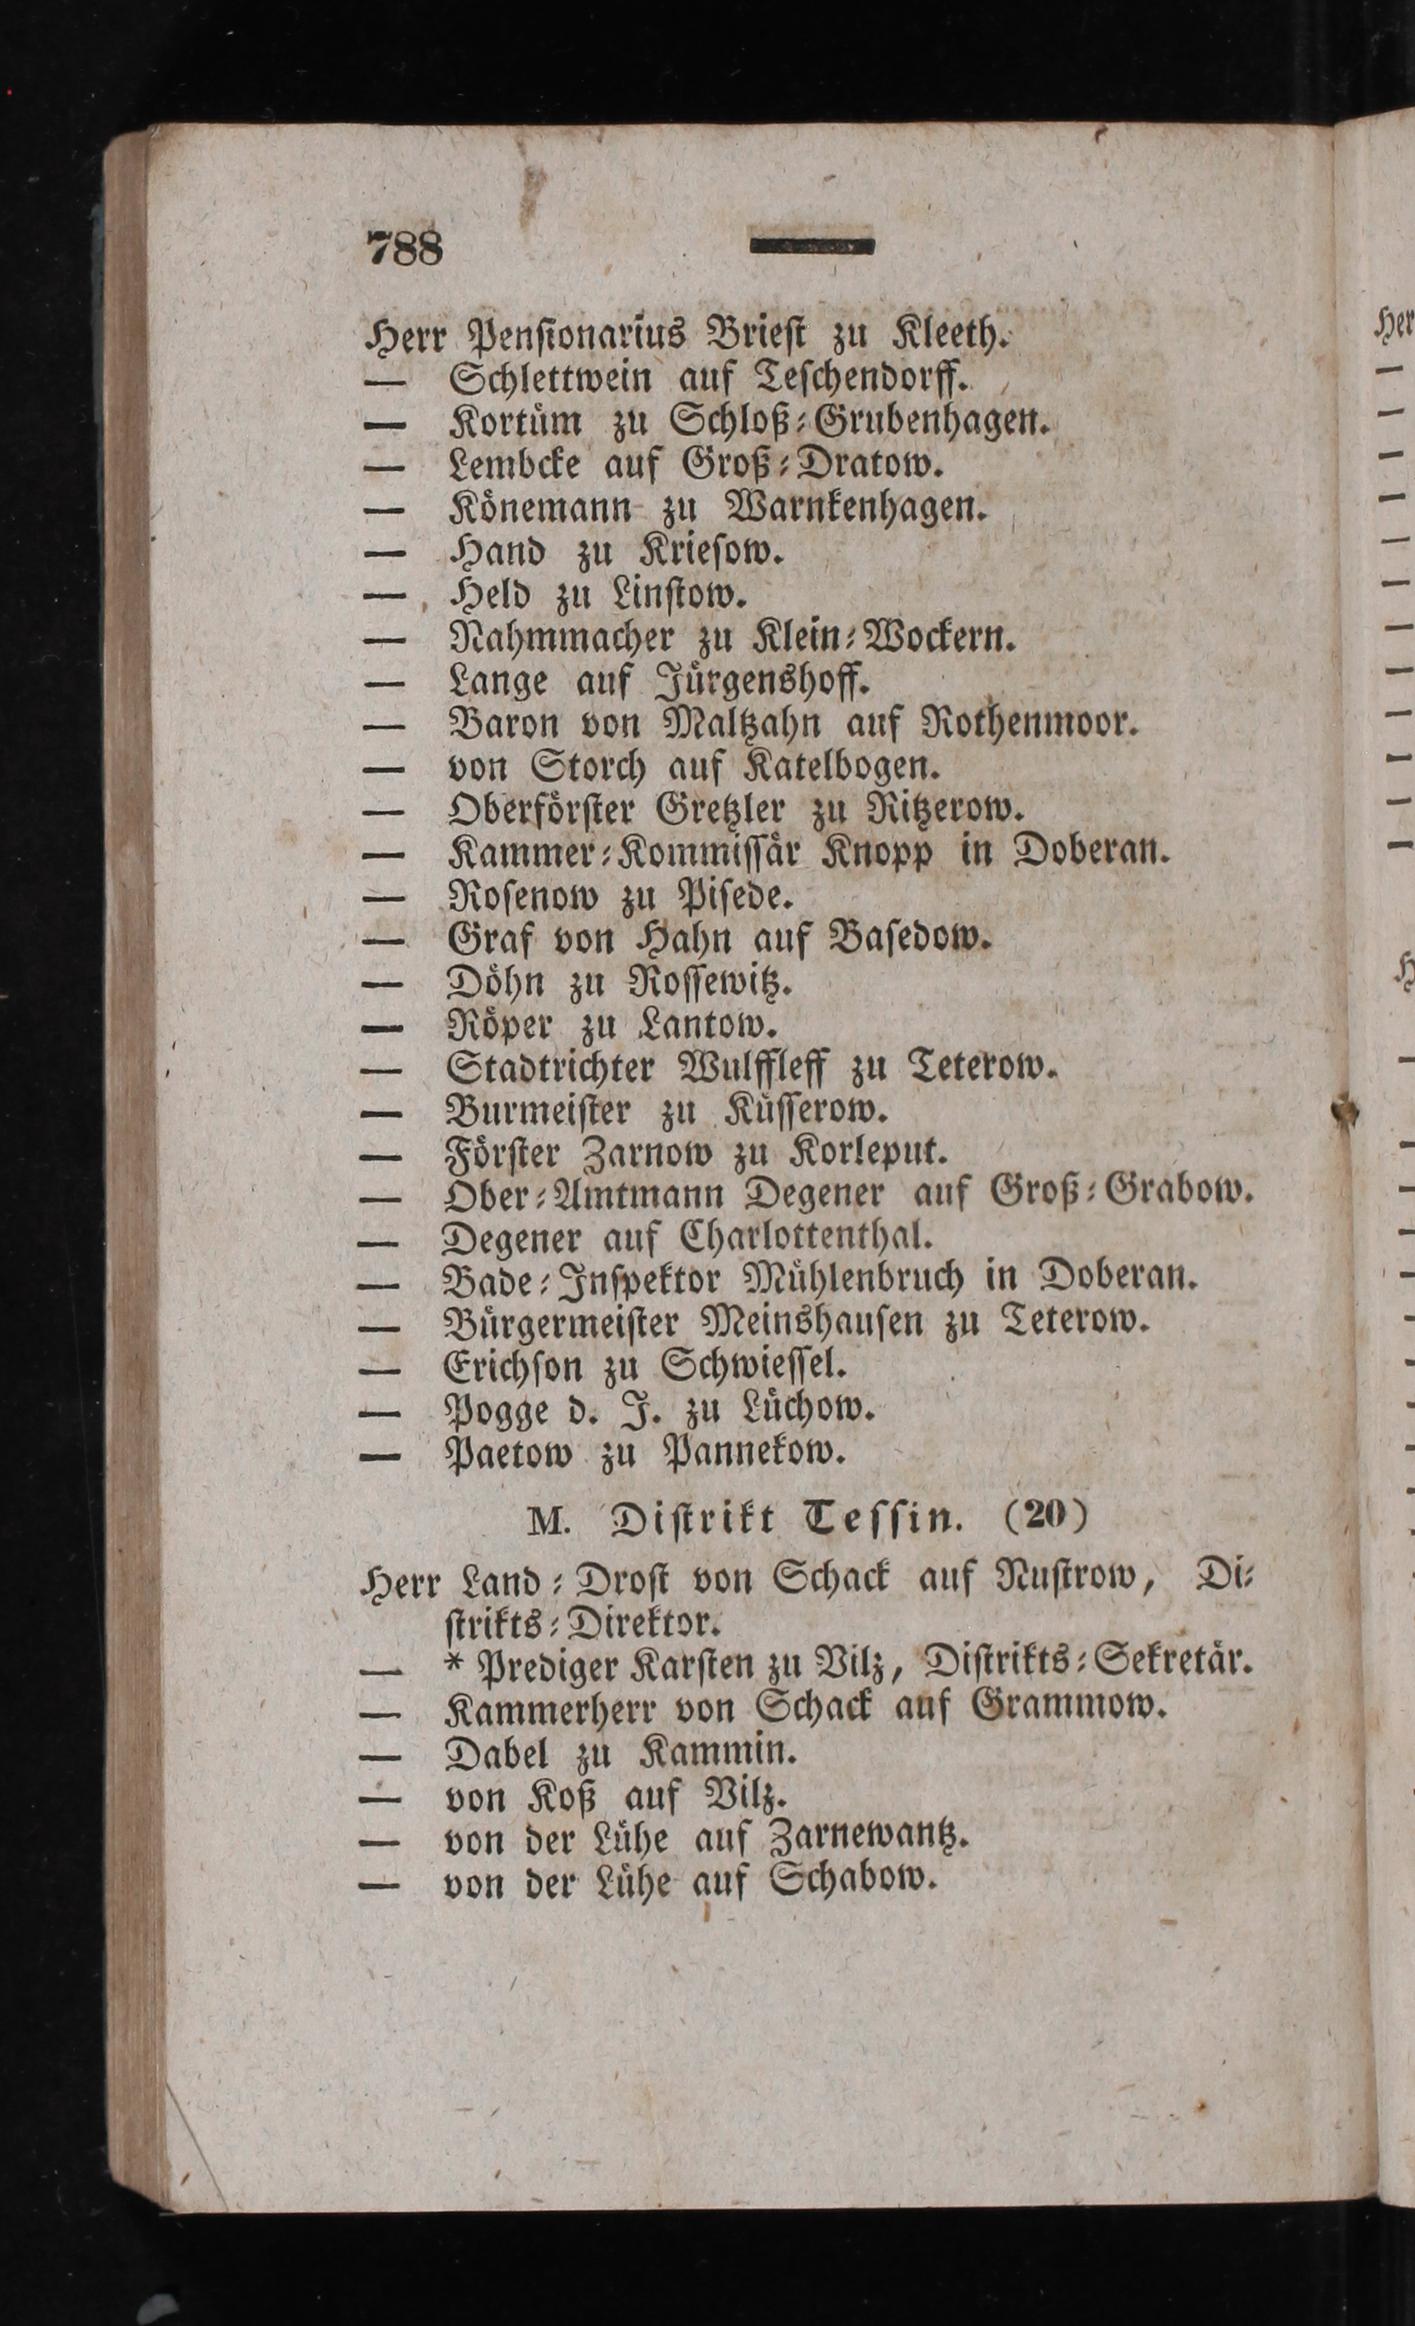 788
Herr Pensionarius Briest zu Kleeth.
— Schlettwein auf Teschendorff.
— Kortüm zu Schloß-Grubenhagen.
— Lembcke auf Groß-Dratow.
— Könemann zu Warnkenhagen.
— Hand zu Kriesow.
— Held zu Linstow.
— Nahmmacher zu Klein-Wockern.
— Lange auf Jürgenshoff.
— Baron von Maltzahn auf Rothenmoor.
— von Storch auf Katelbogen.
— Oberförster Gretzler zu Ritzerow.
— Kammer-Kommissär Knopp in Doberan.
— Rosenow zu Pisede.
— Graf von Hahn auf Basedow.
— Döhn zu Rossewitz.
— Röper zu Lantow.
— Stadtrichter Wulffleff zu Teterow.
— Burmeister zu Küsserow.
— Förster Zarnow zu Korleput.
— Ober-Amtmann Degener auf Groß-Grabow.
— Degener auf Charlottenthal.
— Bade-Inspektor Mühlenbruch in Doberan.
— Bürgermeister Meinshausen zu Teterow.
— Erichson zu Schwiessel.
— Pogge d. J. zu Lüchow.
— Paetow zu Pannekow.
M. Distrikt Tessin. (20)
Herr Land-Drost von Schack auf Nustrow, Di-
strikts-Direktor.
— * Prediger Karsten zu Vilz, Distrikts-Sekretär.
— Kammerherr von Schack auf Grammow.
— Dabel zu Kammin.
— von Koß auf Vilz.
— von der Lühe auf Zarnewantz.
— von der Lühe auf Schabow.